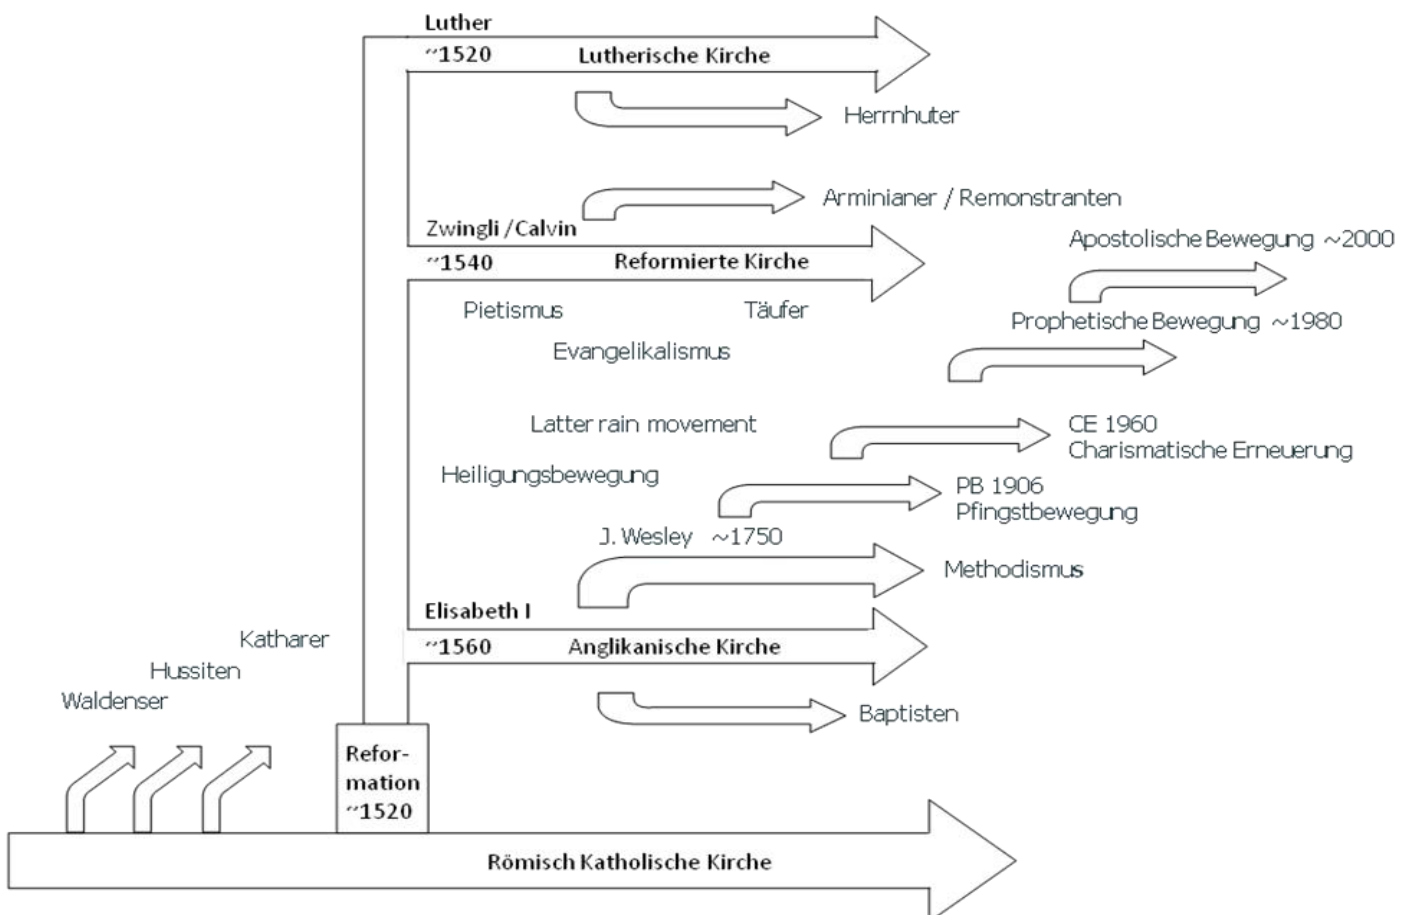 Luther
~1520 Lutherische Kirche
Herrnhuter
Arminianer / Remonstranten
Zwingli /Calvin
~1540 Reformierte Kirche
Apostolische Bewegung ~2000
Pietismus Täufer
Prophetische Bewegung ~1980
Evangelikalismus
Latter rain movement
CE 1960
Charismatische Erneuerung
Heiligungsbewegung
PB 1906
Pfingstbewegung
J. Wesley ~1750
Methodismus
Elisabeth I
~1560 Anglikanische Kirche
Katharer
Hussiten
Waldenser
Baptisten
Refor-
mation
~1520
Römisch Katholische Kirche